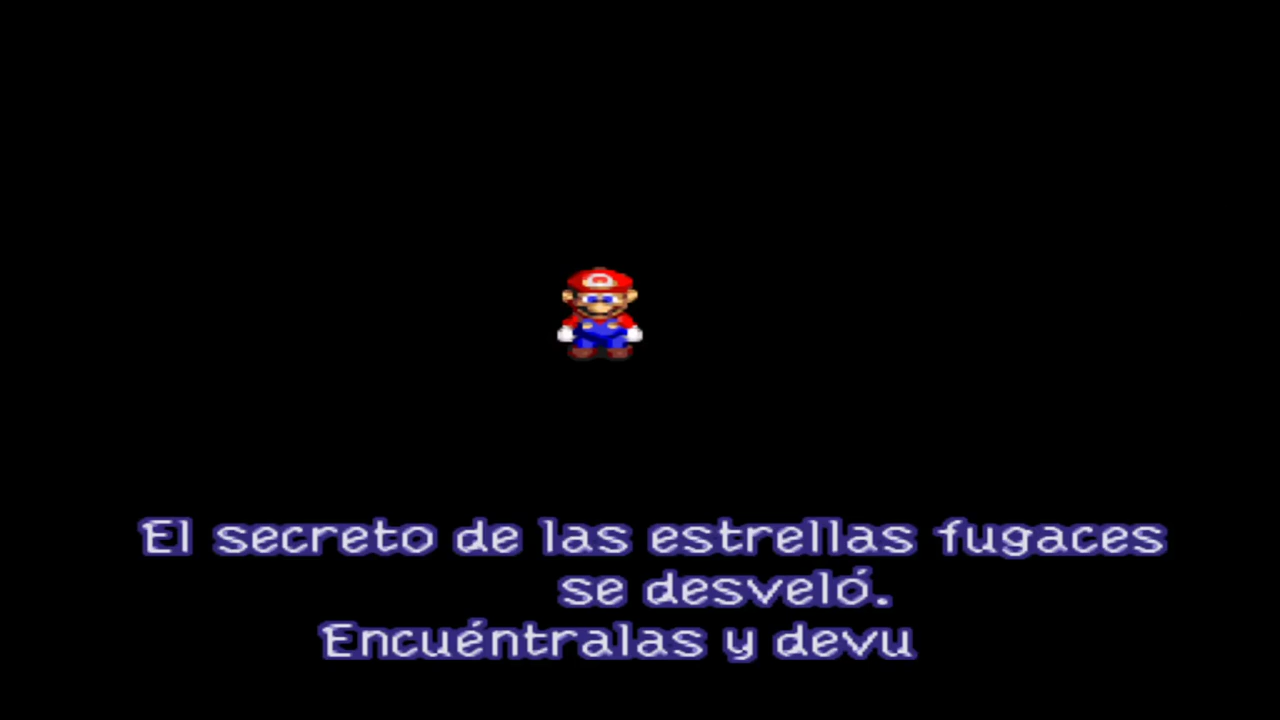 El secreto de las estrellas fugaces
se desveló.
Encuéntralas y devu